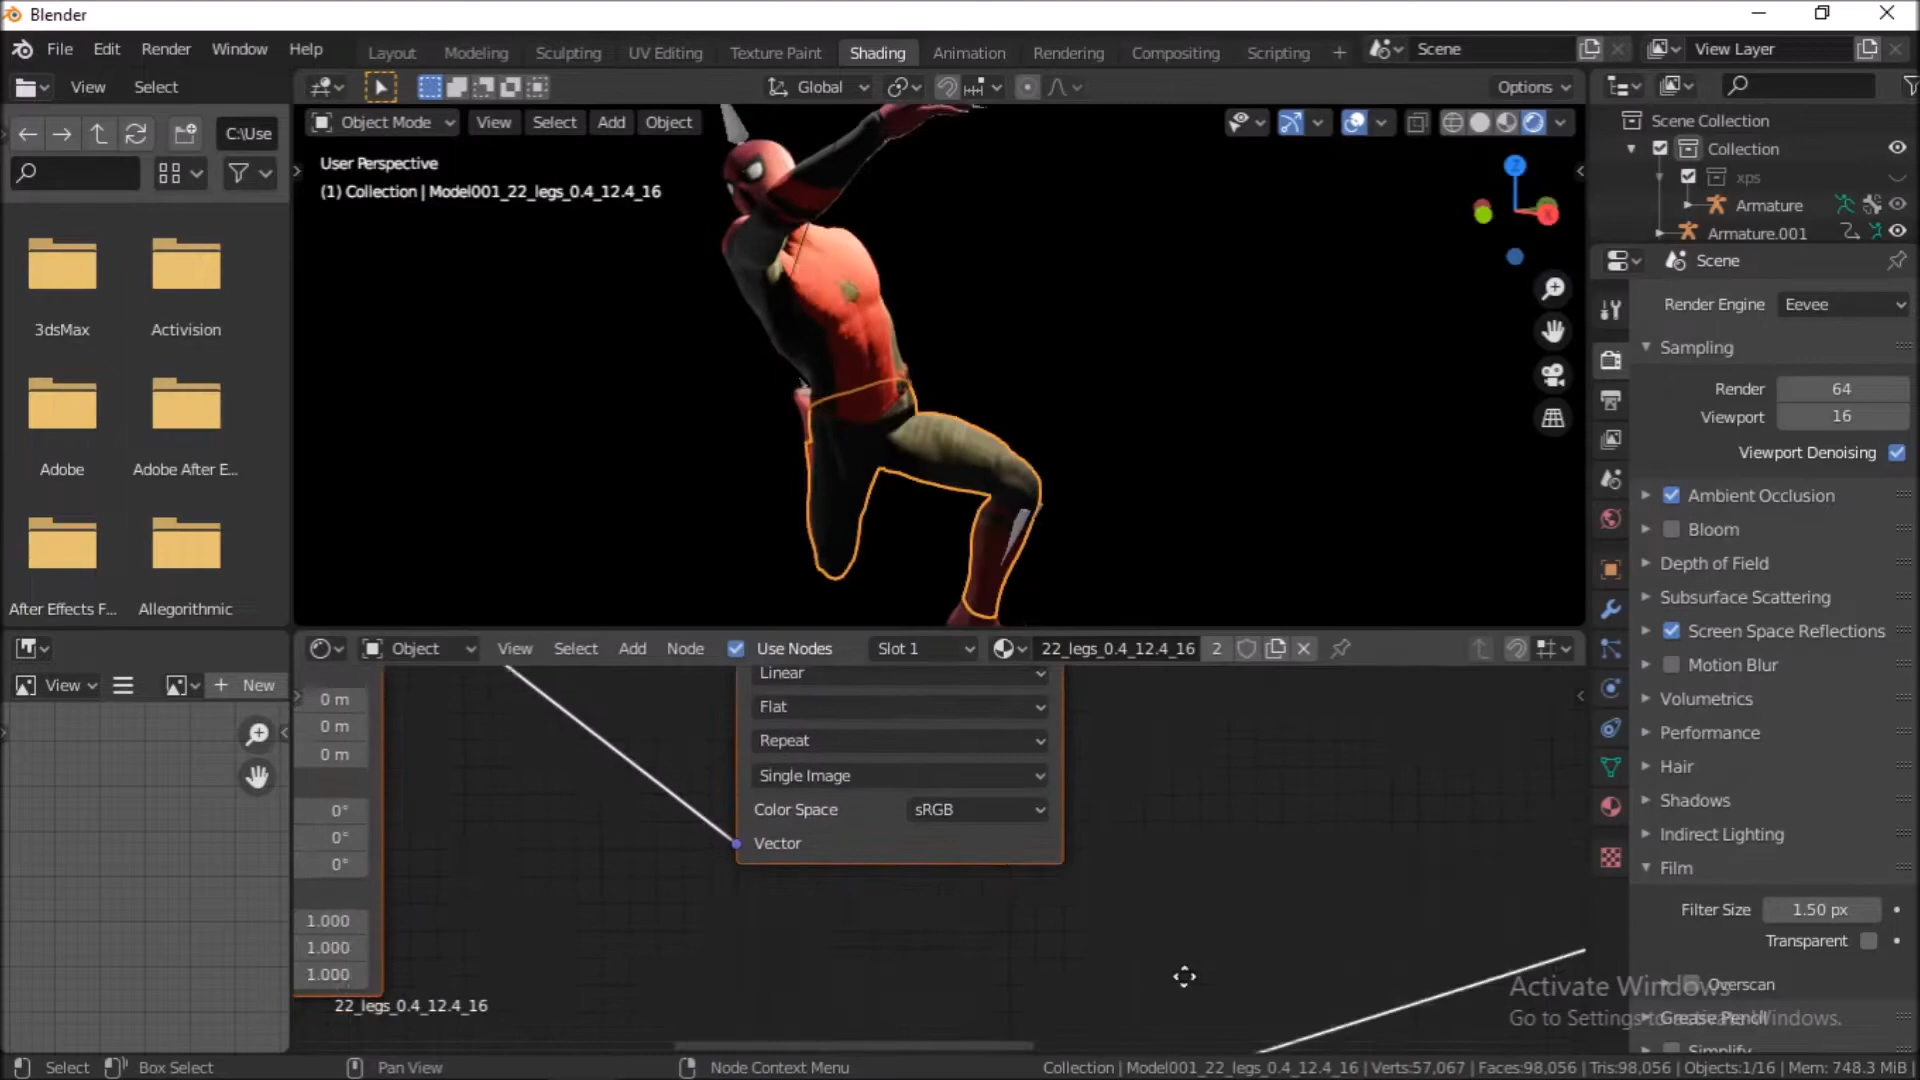 Blender
File Edit Render Window Help
Layout Modeling Sculpting UV Editing Texture Paint Shading Animation Rendering Compositing Scripting +
Scene
View Layer
View Select
Global
Options
C:\Use
Object Mode View Select Add Object
User Perspective
(1) Collection | Model001_22_legs_0.4_12.4_16
Z
X
3dsMax
Activision
Adobe
Adobe After E...
After Effects F...
Allegorithmic
Scene Collection
Collection
xps
Armature
Armature.001
Scene
Render Engine Eevee
Sampling
Render 64
Viewport 16
Viewport Denoising
Ambient Occlusion
Bloom
Depth of Field
Subsurface Scattering
Screen Space Reflections
Motion Blur
Volumetrics
Performance
Hair
Shadows
Indirect Lighting
Film
Filter Size 1.50 px
Transparent
Overscan
Grease Pencil
Simplify
Activate Windows
Go to Settings to activate Windows.
View
+ New
Object View Select Add Node Use Nodes Slot 1 22_legs_0.4_12.4_16 2
0 m
0 m
0 m
0°
0°
0°
1.000
1.000
1.000
Linear
Flat
Repeat
Single Image
Color Space sRGB
Vector
22_legs_0.4_12.4_16
Select Box Select Pan View Node Context Menu
Collection | Model001_22_legs_0.4_12.4_16 | Verts:57,067 | Faces:98,056 | Tris:98,056 | Objects:1/16 | Mem: 748.3 MiB |